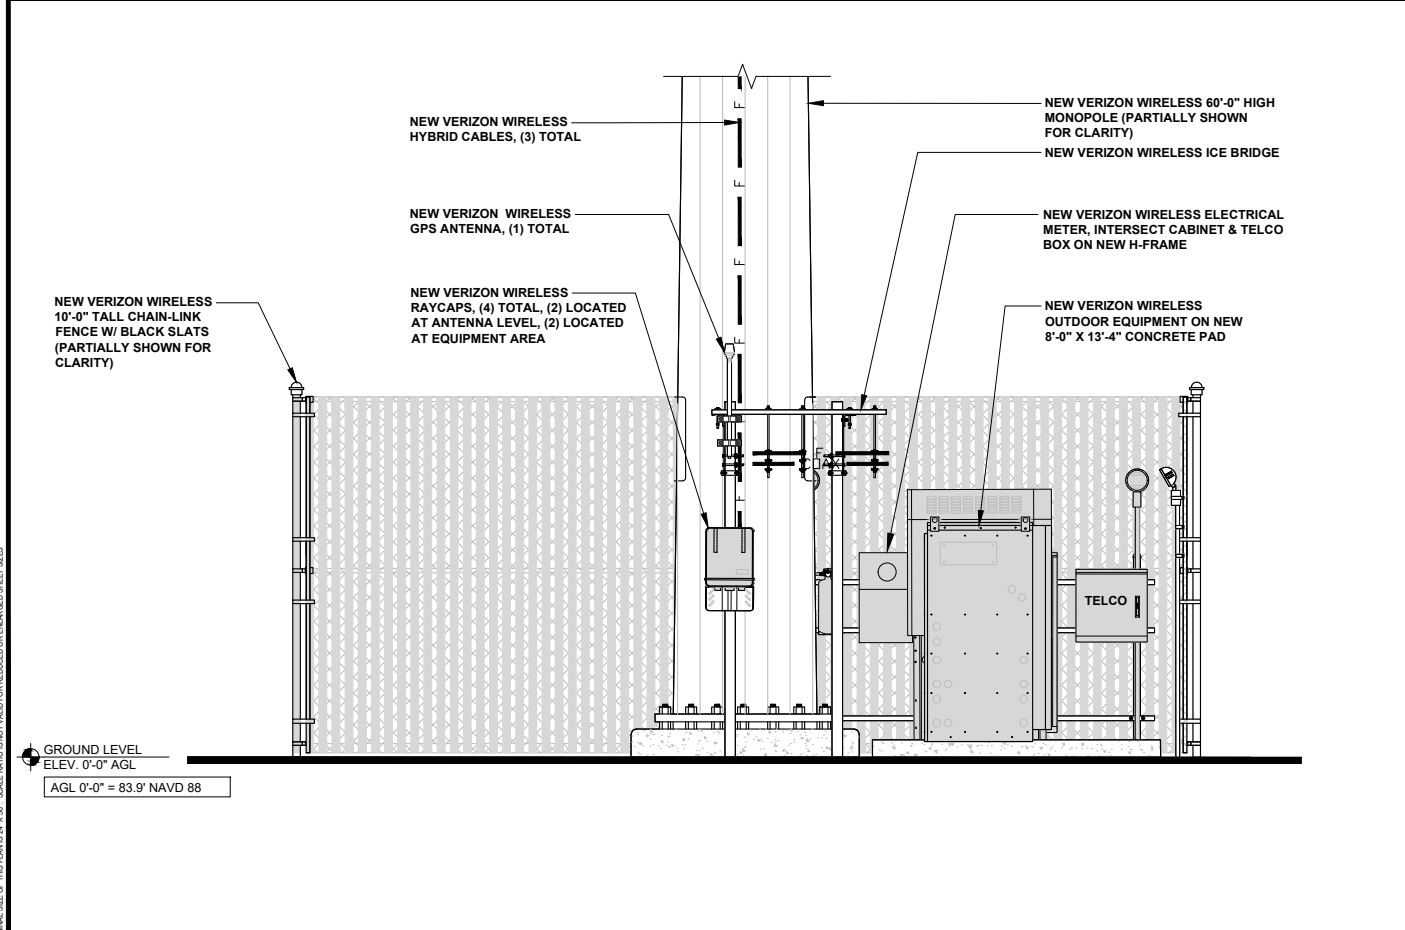 NEW VERIZON WIRELESS
HYBRID CABLES, (3) TOTAL
NEW VERIZON WIRELESS 60'-0" HIGH
MONOPOLE (PARTIALLY SHOWN
FOR CLARITY)
NEW VERIZON WIRELESS ICE BRIDGE
NEW VERIZON WIRELESS
GPS ANTENNA, (1) TOTAL
NEW VERIZON WIRELESS ELECTRICAL
METER, INTERSECT CABINET & TELCO
BOX ON NEW H-FRAME
NEW VERIZON WIRELESS
RAYCAPS, (4) TOTAL, (2) LOCATED
AT ANTENNA LEVEL, (2) LOCATED
AT EQUIPMENT AREA
NEW VERIZON WIRELESS
10'-0" TALL CHAIN-LINK
FENCE W/ BLACK SLATS
(PARTIALLY SHOWN FOR
CLARITY)
NEW VERIZON WIRELESS
OUTDOOR EQUIPMENT ON NEW
8'-0" X 13'-4" CONCRETE PAD
F
F
F
F
F
F
F
TELCO
GROUND LEVEL
ELEV. 0'-0" AGL
AGL 0'-0" = 83.9' NAVD 88